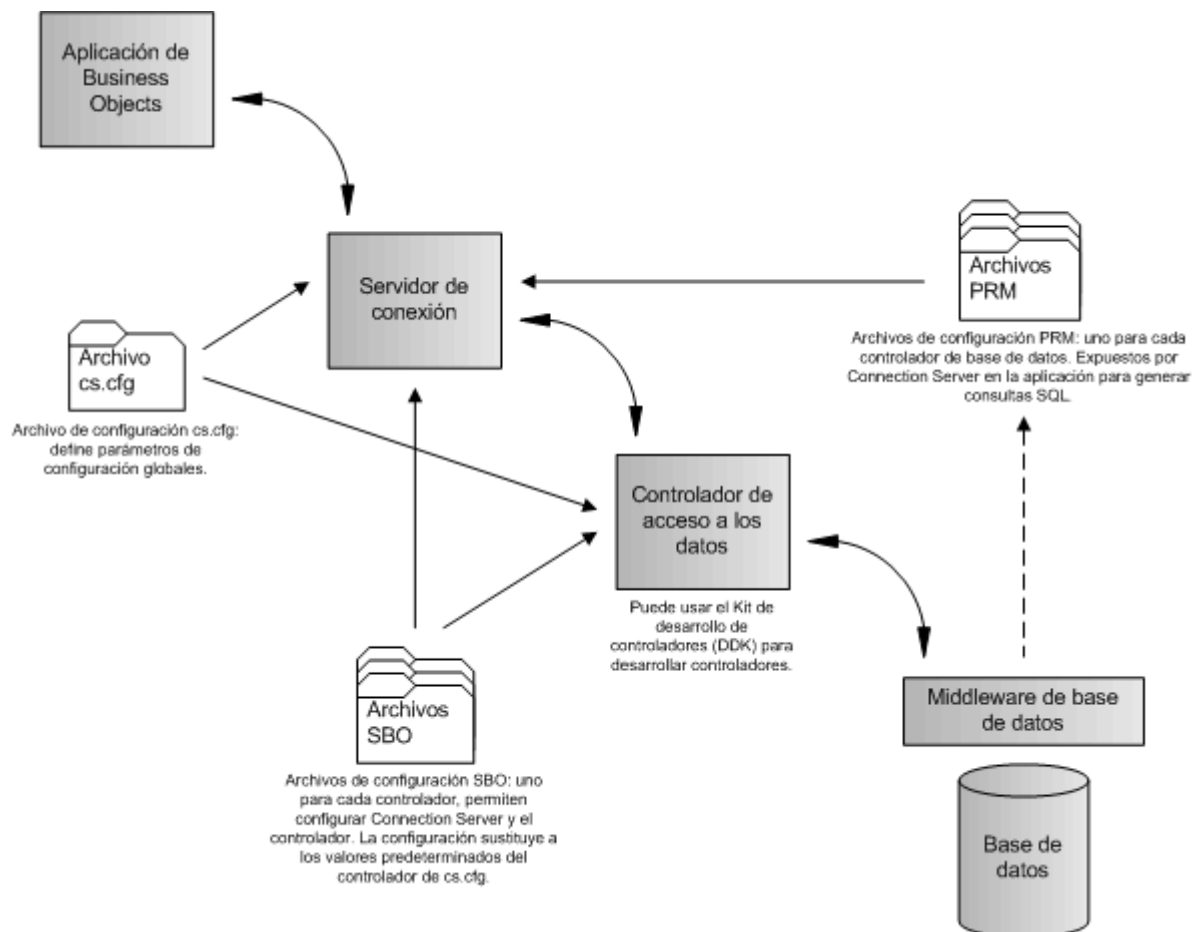 Aplicación de
Business
Objects
Servidor de
conexión
Archivos
PRM
Archivos de configuración PRM: uno para cada
controlador de base de datos. Expuestos por
Connection Server en la aplicación para generar
consultas SQL.
Archivo
cs.cfg
Archivo de configuración cs.cfg:
define parámetros de
configuración globales.
Controlador de
acceso a los
datos
Puede usar el Kit de
desarrollo de
controladores (DDK) para
desarrollar controladores.
Archivos
SBO
Archivos de configuración SBO: uno
para cada controlador, permiten
configurar Connection Server y el
controlador. La configuración sustituye a
los valores predeterminados del
controlador de cs.cfg.
Middleware de base
de datos
Base de
datos